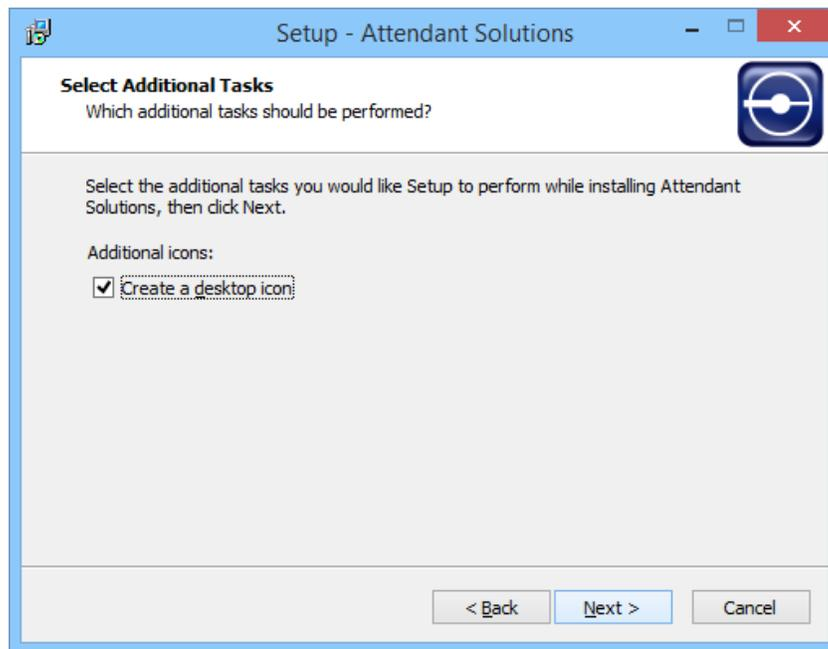 Setup - Attendant Solutions
Select Additional Tasks
Which additional tasks should be performed?
Select the additional tasks you would like Setup to perform while installing Attendant
Solutions, then click Next.
Additional icons:
Create a desktop icon
< Back Next > Cancel